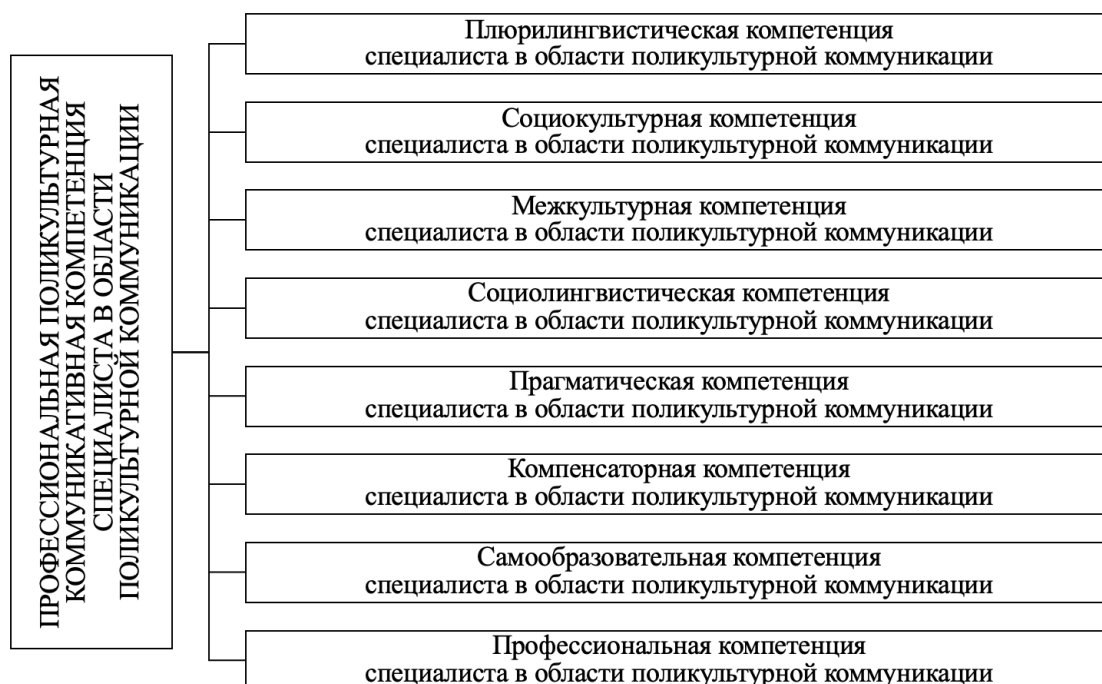 ПРОФЕССИОНАЛЬНАЯ ПОЛИКУЛЬТУРНАЯ
КОММУНИКАТИВНАЯ КОМПЕТЕНЦИЯ
СПЕЦИАЛИСТА В ОБЛАСТИ
ПОЛИКУЛЬТУРНОЙ КОММУНИКАЦИИ
Плюрилингвистическая компетенция
специалиста в области поликультурной коммуникации
Социокультурная компетенция
специалиста в области поликультурной коммуникации
Межкультурная компетенция
специалиста в области поликультурной коммуникации
Социолингвистическая компетенция
специалиста в области поликультурной коммуникации
Прагматическая компетенция
специалиста в области поликультурной коммуникации
Компенсаторная компетенция
специалиста в области поликультурной коммуникации
Самообразовательная компетенция
специалиста в области поликультурной коммуникации
Профессиональная компетенция
специалиста в области поликультурной коммуникации